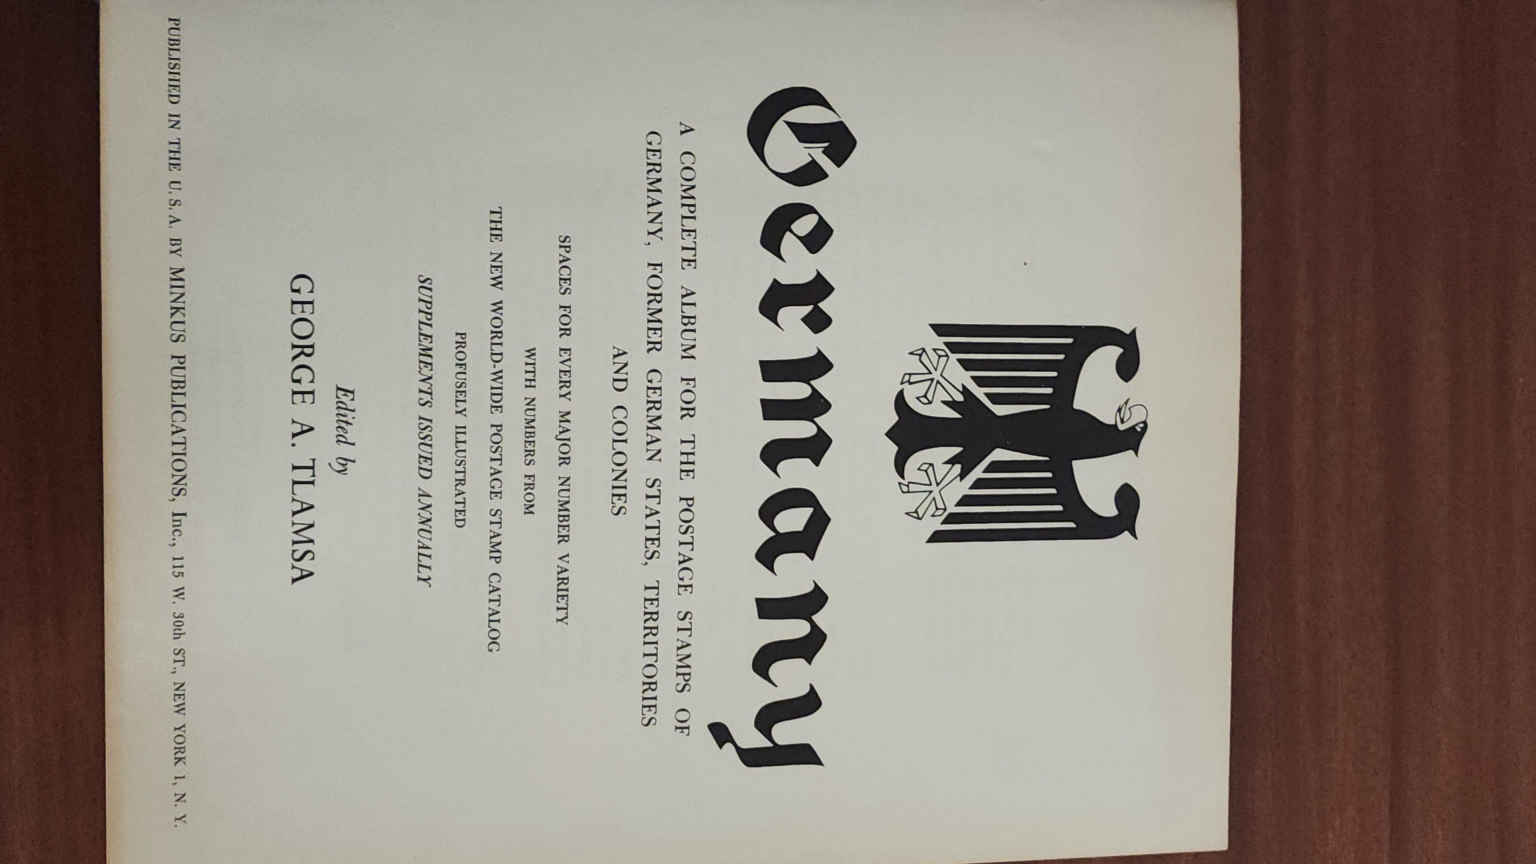 Germany
A COMPLETE ALBUM FOR THE POSTAGE STAMPS OF
GERMANY, FORMER GERMAN STATES, TERRITORIES
AND COLONIES
SPACES FOR EVERY MAJOR NUMBER VARIETY
WITH NUMBERS FROM
THE NEW WORLD-WIDE POSTAGE STAMP CATALOG
PROFUSELY ILLUSTRATED
SUPPLEMENTS ISSUED ANNUALLY
Edited by
GEORGE A. TLAMSA
PUBLISHED IN THE U.S.A. BY MINKUS PUBLICATIONS, Inc., 115 W. 30th ST., NEW YORK 1, N. Y.